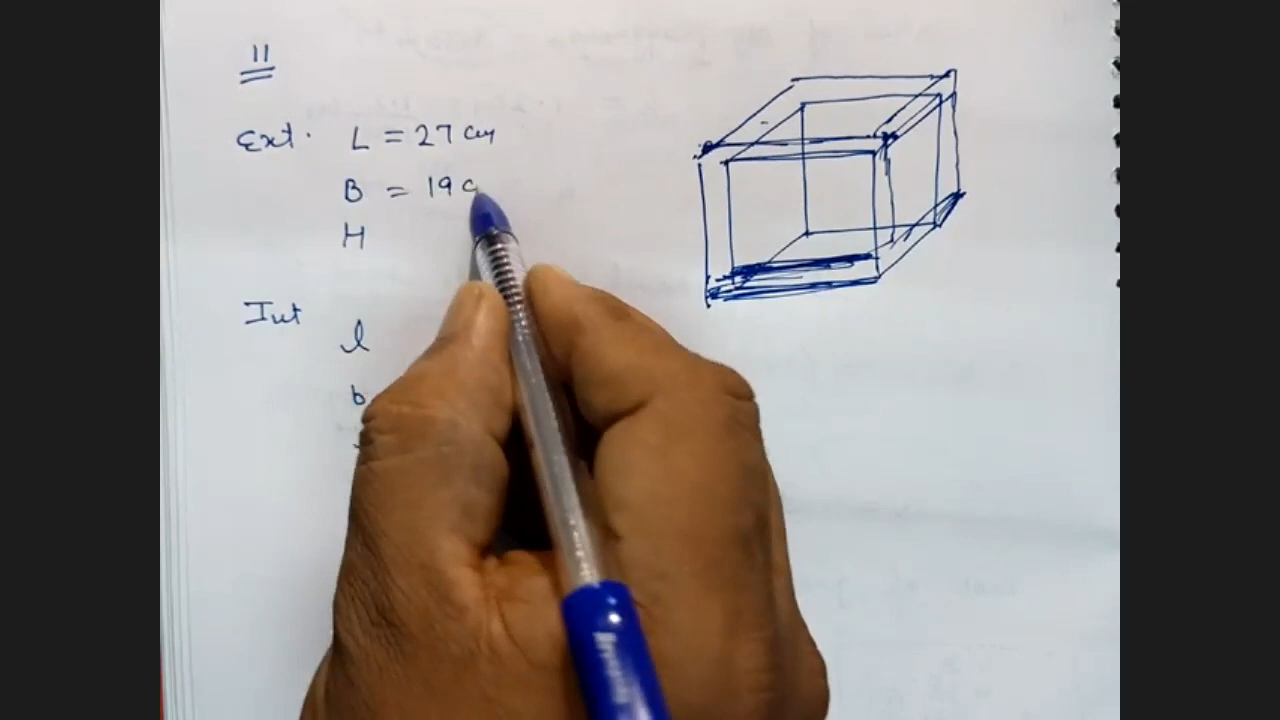 11
Ext. L = 27 cm
B = 19 c
H
Int
l
b